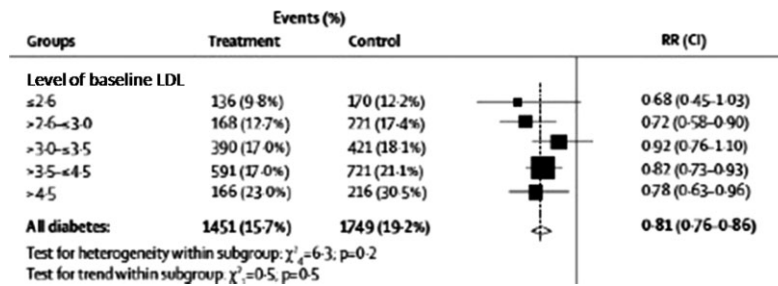 Events (%)
Groups Treatment Control RR (CI)
Level of baseline LDL
≤2·6 136 (9·8%) 170 (12·2%) 0·68 (0·45–1·03)
>2·6–≤3·0 168 (12·7%) 221 (17·4%) 0·72 (0·58–0·90)
>3·0–≤3·5 390 (17·0%) 421 (18·1%) 0·92 (0·76–1·10)
>3·5–≤4·5 591 (17·0%) 721 (21·1%) 0·82 (0·73–0·93)
>4·5 166 (23·0%) 216 (30·5%) 0·78 (0·63–0·96)
All diabetes: 1451 (15·7%) 1749 (19·2%) 0·81 (0·76–0·86)
Test for heterogeneity within subgroup: χ²₄=6·3; p=0·2
Test for trend within subgroup: χ²₁=0·5, p=0·5